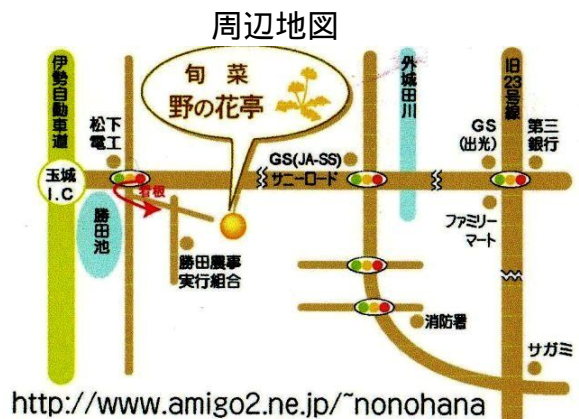 周辺地図
伊勢自動車道
松下
電工
旬菜
野の花亭
外城田川
旧23号線
GS
(出光)
第三
銀行
GS(JA-SS)
玉城
I.C
看板
サニーロード
勝田池
勝田農事
実行組合
ファミリー
マート
消防署
サガミ
http://www.amigo2.ne.jp/~nonohana